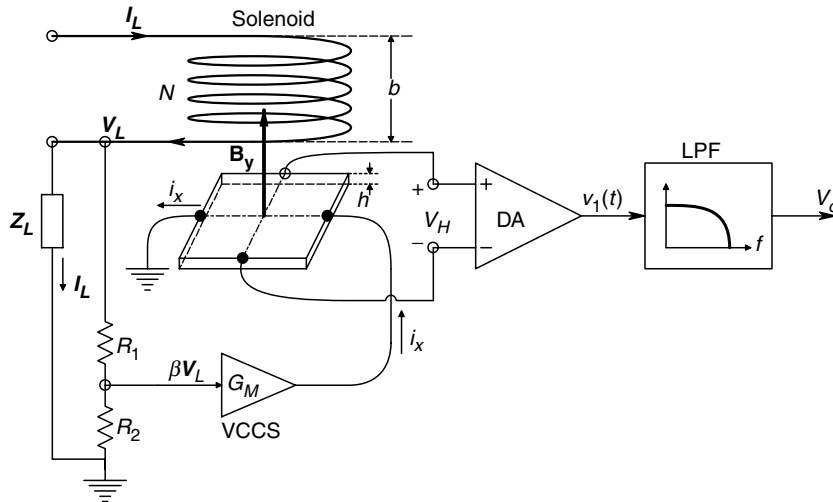 I_L
Solenoid
N
b
V_L
B_y
LPF
i_x
h
+
+
v_1(t)
V_o
Z_L
V_H
DA
f
−
−
I_L
i_x
R_1
βV_L
G_M
R_2
VCCS